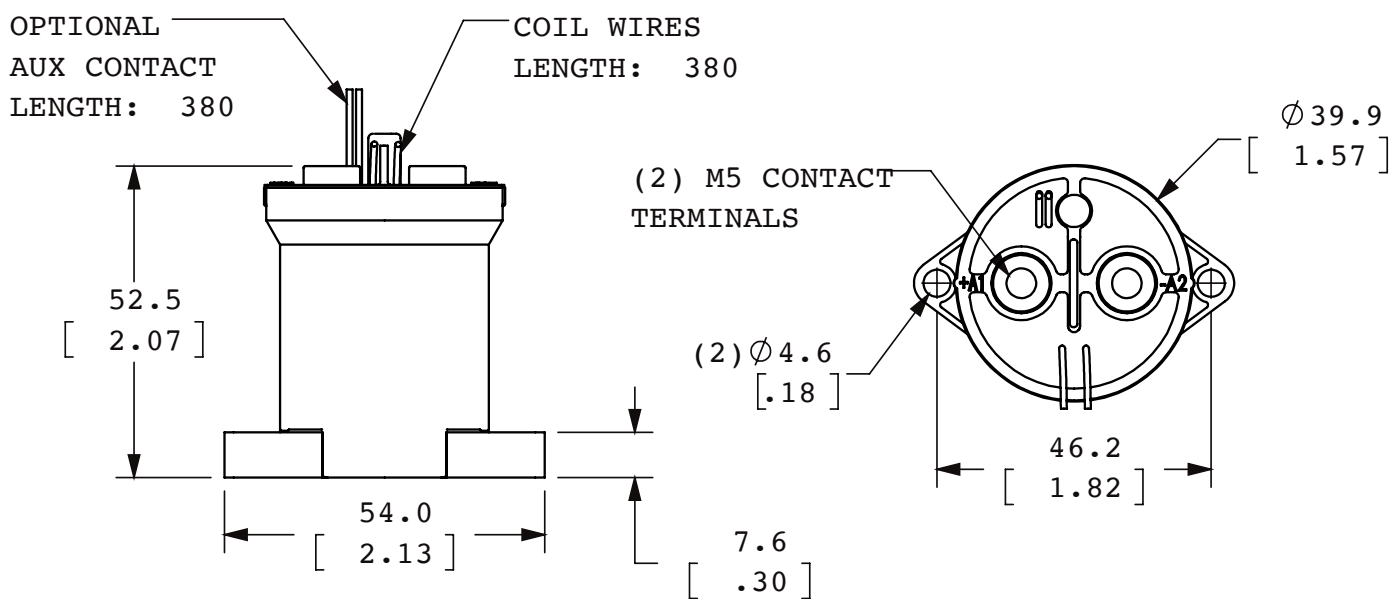 OPTIONAL
AUX CONTACT
LENGTH: 380
COIL WIRES
LENGTH: 380
52.5
[ 2.07 ]
54.0
[ 2.13 ]
7.6
[ .30 ]
(2) M5 CONTACT
TERMINALS
Ø39.9
[ 1.57 ]
+A1
-A2
(2)Ø4.6
[.18 ]
46.2
[ 1.82 ]